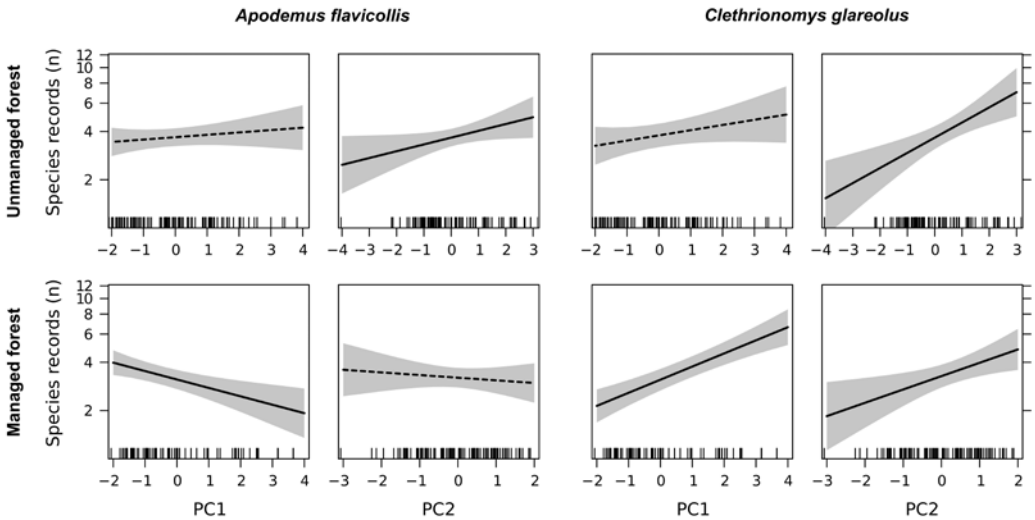 Apodemus flavicollis
Clethrionomys glareolus
Unmanaged forest
Species records (n)
12
10
8
6
4
2
−2 −1 0 1 2 3 4
−4 −3 −2 −1 0 1 2 3
−2 −1 0 1 2 3 4
−4 −3 −2 −1 0 1 2 3
Managed forest
Species records (n)
12
10
8
6
4
2
−2 −1 0 1 2 3 4
−3 −2 −1 0 1 2
−2 −1 0 1 2 3 4
−3 −2 −1 0 1 2
PC1
PC2
PC1
PC2